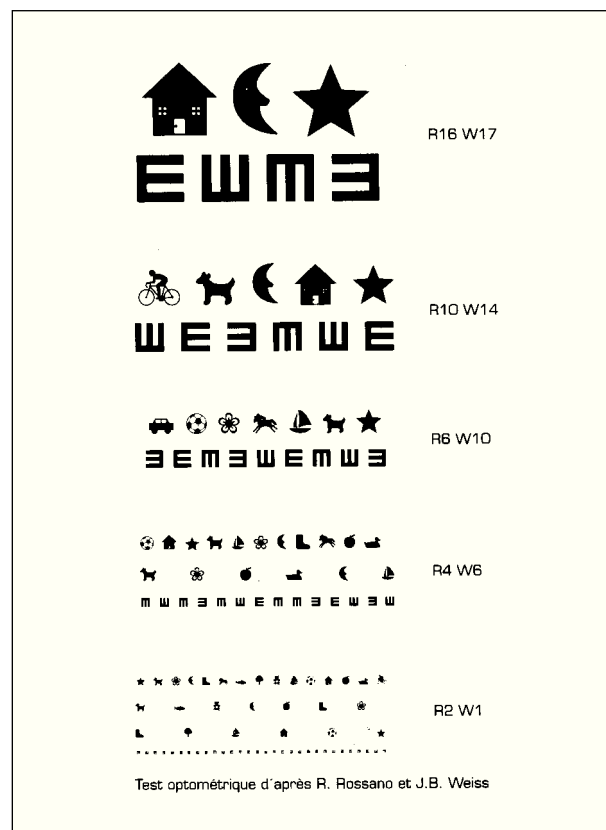 R16 W17
R10 W14
R6 W10
R4 W6
R2 W1
Test optométrique d'après R. Rossano et J.B. Weiss